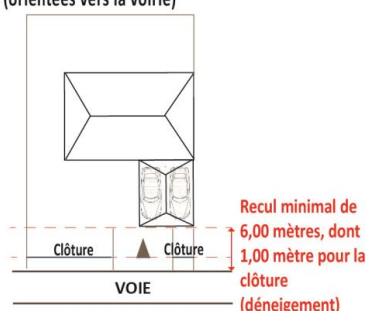 (orientées vers la voirie)
Recul minimal de
6,00 mètres, dont
1,00 mètre pour la
clôture
(déneigement)
Clôture
Clôture
VOIE